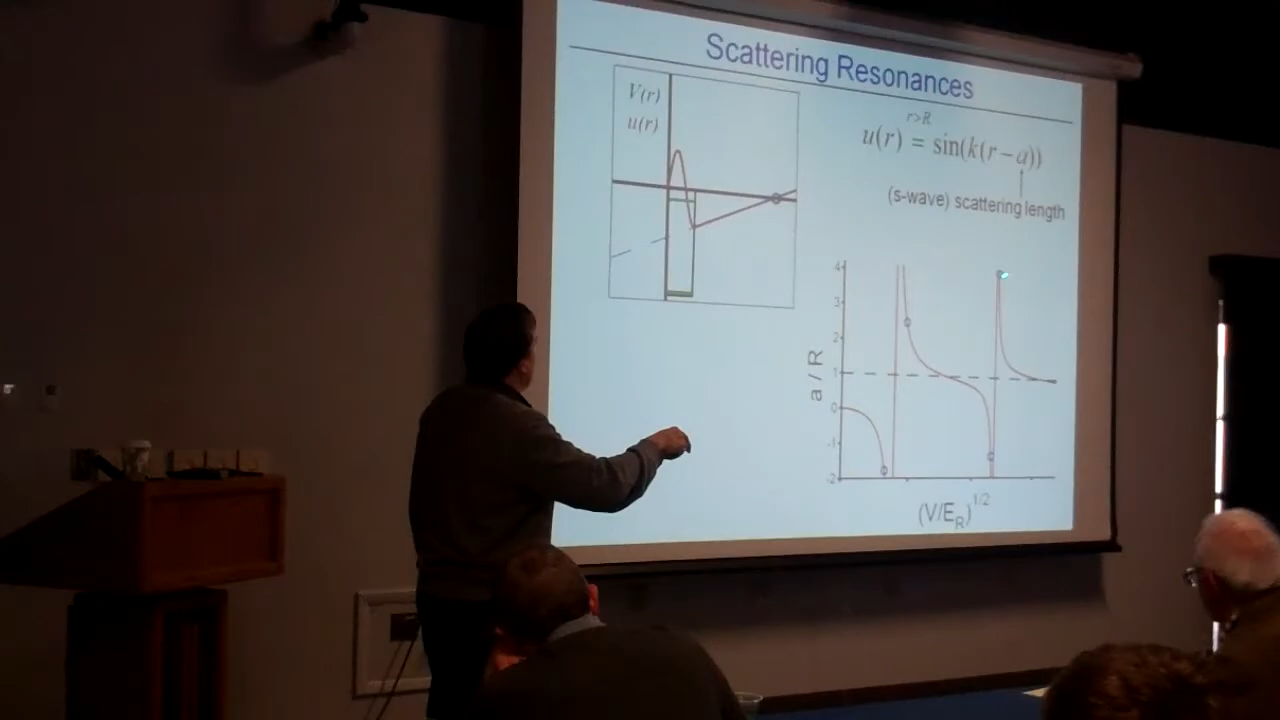 Scattering Resonances
V(r)
u(r)
r>R
u(r) = sin(k(r−a))
(s-wave) scattering length
4
3
2
1
0
-1
-2
a / R
(V/E_R)^1/2